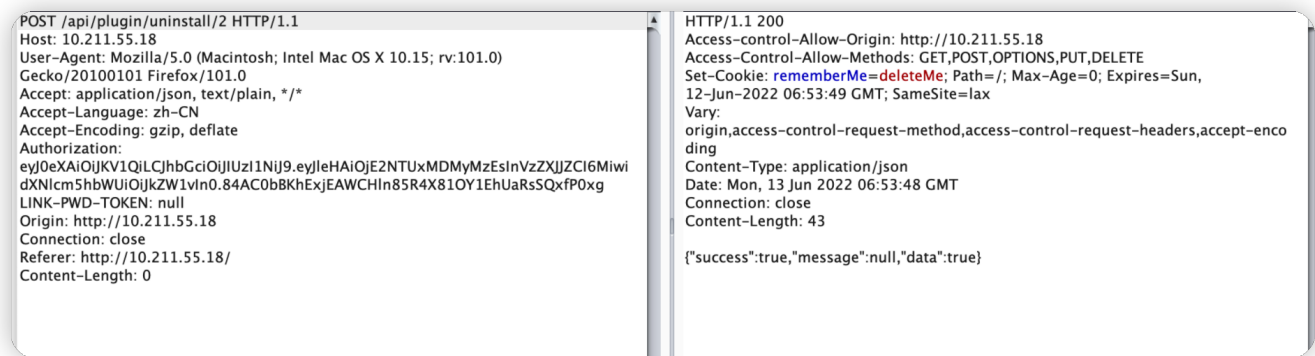 POST /api/plugin/uninstall/2 HTTP/1.1
Host: 10.211.55.18
User-Agent: Mozilla/5.0 (Macintosh; Intel Mac OS X 10.15; rv:101.0)
Gecko/20100101 Firefox/101.0
Accept: application/json, text/plain, */*
Accept-Language: zh-CN
Accept-Encoding: gzip, deflate
Authorization:
eyJ0eXAiOiJKV1QiLCJhbGciOiJIUzI1NiJ9.eyJleHAiOjE2NTUxMDMyMzEsInVzZXJJZCI6Miwi
dXNlcm5hbWUiOiJkZW1vIn0.84AC0bBKhExjEAWCHln85R4X81OY1EhUaRsSQxfP0xg
LINK-PWD-TOKEN: null
Origin: http://10.211.55.18
Connection: close
Referer: http://10.211.55.18/
Content-Length: 0
HTTP/1.1 200
Access-control-Allow-Origin: http://10.211.55.18
Access-Control-Allow-Methods: GET,POST,OPTIONS,PUT,DELETE
Set-Cookie: rememberMe=deleteMe; Path=/; Max-Age=0; Expires=Sun,
12-Jun-2022 06:53:49 GMT; SameSite=lax
Vary:
origin,access-control-request-method,access-control-request-headers,accept-enco
ding
Content-Type: application/json
Date: Mon, 13 Jun 2022 06:53:48 GMT
Connection: close
Content-Length: 43
{"success":true,"message":null,"data":true}